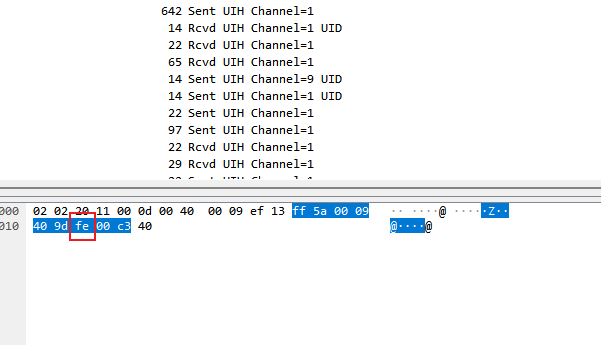 642 Sent UIH Channel=1
14 Rcvd UIH Channel=1 UID
22 Rcvd UIH Channel=1
65 Rcvd UIH Channel=1
14 Sent UIH Channel=9 UID
14 Sent UIH Channel=1 UID
22 Sent UIH Channel=1
97 Sent UIH Channel=1
22 Rcvd UIH Channel=1
29 Rcvd UIH Channel=1
000 02 02 20 11 00 0d 00 40 00 09 ef 13 ff 5a 00 09 ·· ····@ ·····Z··
010 40 9d fe 00 c3 40 @····@